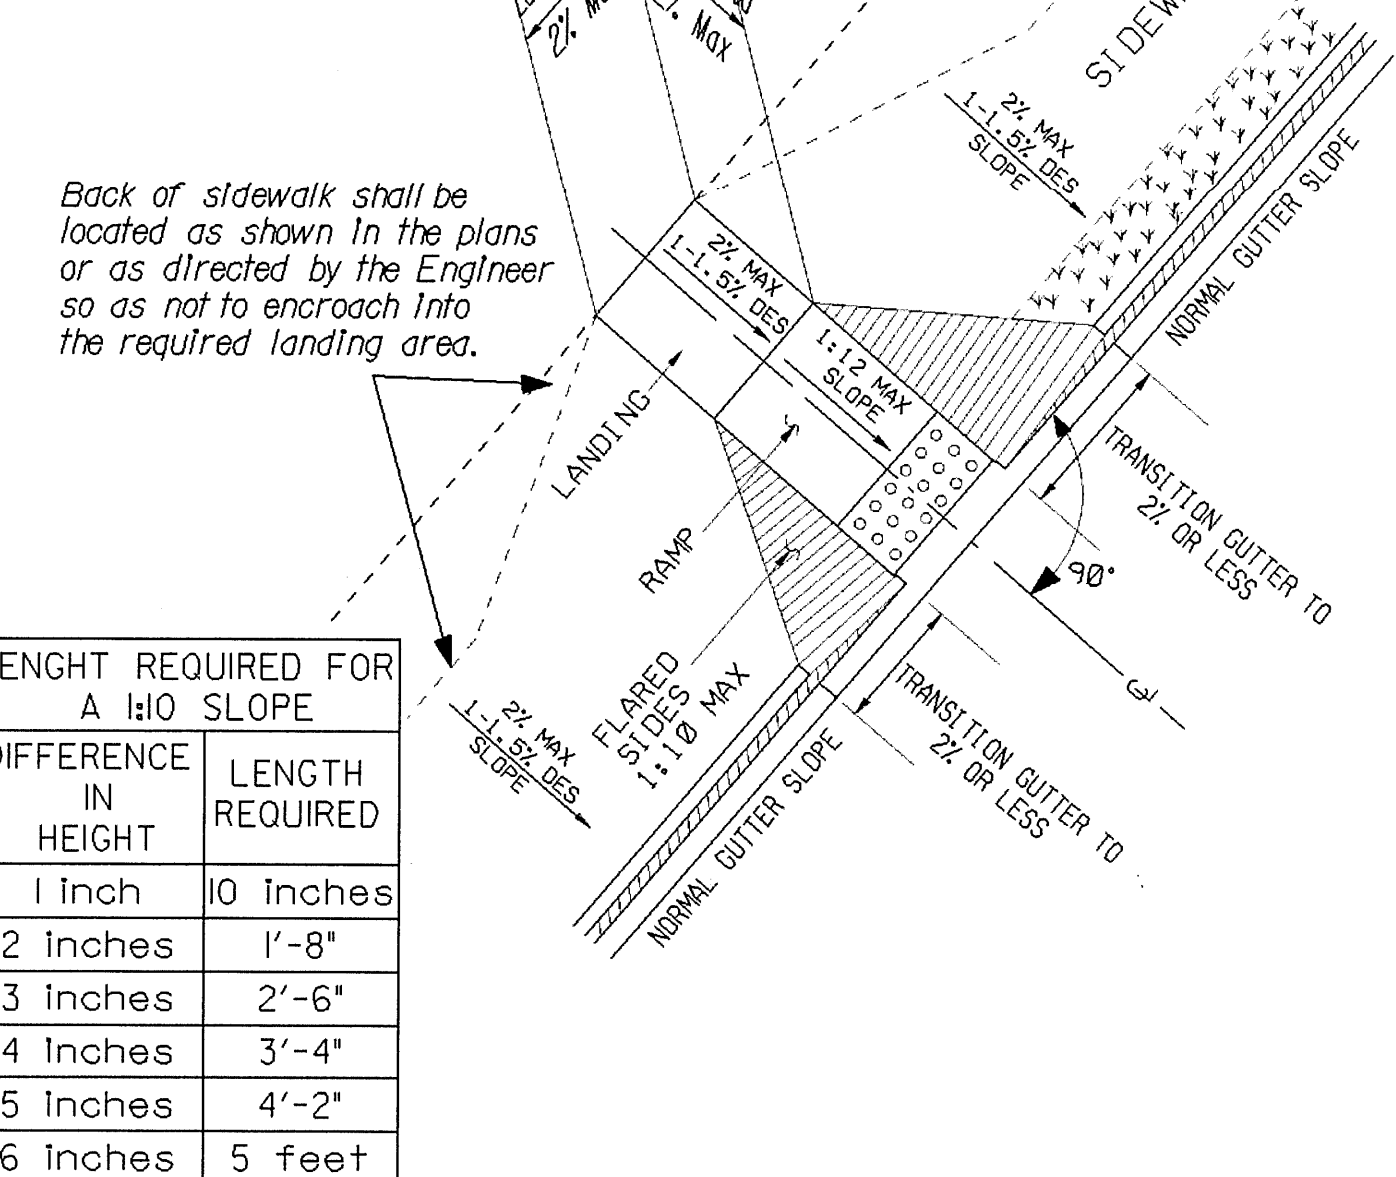 2%
Max
SIDEW
2% MAX
1-1.5% DES
SLOPE
Back of sidewalk shall be
located as shown in the plans
or as directed by the Engineer
so as not to encroach into
the required landing area.
2% MAX
1-1.5% DES
1:12 MAX
SLOPE
NORMAL GUTTER SLOPE
LANDING
RAMP
FLARED
SIDES
1:10 MAX
TRANSITION GUTTER TO
2% OR LESS
90°
TRANSITION GUTTER TO
2% OR LESS
2% MAX
1-1.5% DES
SLOPE
NORMAL GUTTER SLOPE
ENGHT REQUIRED FOR
A 1:10 SLOPE
DIFFERENCE
IN
HEIGHT
LENGTH
REQUIRED
1 inch 10 inches
2 inches 1'-8"
3 inches 2'-6"
4 inches 3'-4"
5 inches 4'-2"
6 inches 5 feet